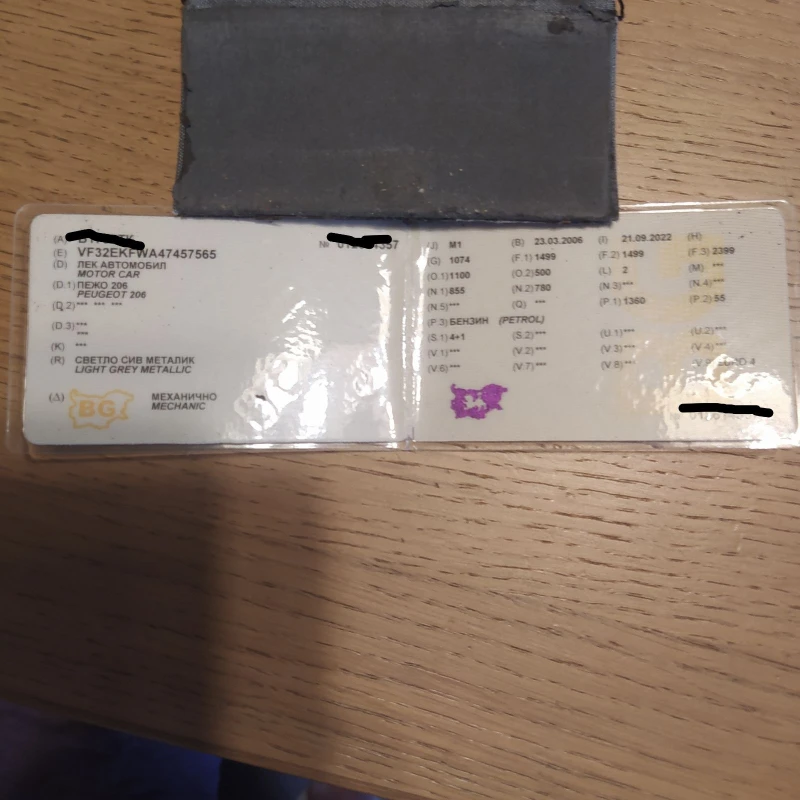 (E) VF32EKFWA47457565
(D) ЛЕК АВТОМОБИЛ
MOTOR CAR
(D.1) ПЕЖО 206
PEUGEOT 206
(D.2) *** *** ***
(D.3) ***
***
(K) ***
(R) СВЕТЛО СИВ МЕТАЛИК
LIGHT GREY METALLIC
(Δ) BG МЕХАНИЧНО
MECHANIC
(J) M1 (B) 23.03.2006 (I) 21.09.2022 (H)
(G) 1074 (F.1) 1499 (F.2) 1499 (F.3) 2399
(O.1) 1100 (O.2) 500 (L) 2 (M) ***
(N.1) 855 (N.2) 780 (N.3) *** (N.4) ***
(N.5) *** (Q) *** (P.1) 1360 (P.2) 55
(P.3) БЕНЗИН (PETROL)
(S.1) 4+1 (S.2) *** (U.1) *** (U.2) ***
(V.1) *** (V.2) *** (V.3) *** (V.4) ***
(V.6) *** (V.7) *** (V.8) ***